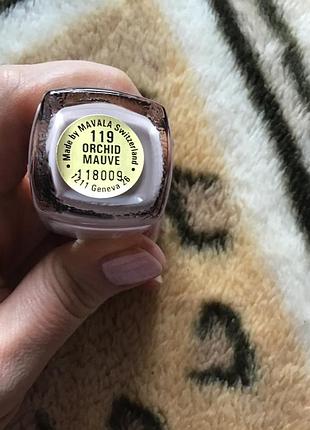 • Made by MAVALA Switzerland •
119
ORCHID
MAUVE
118009
1211 Geneva 26